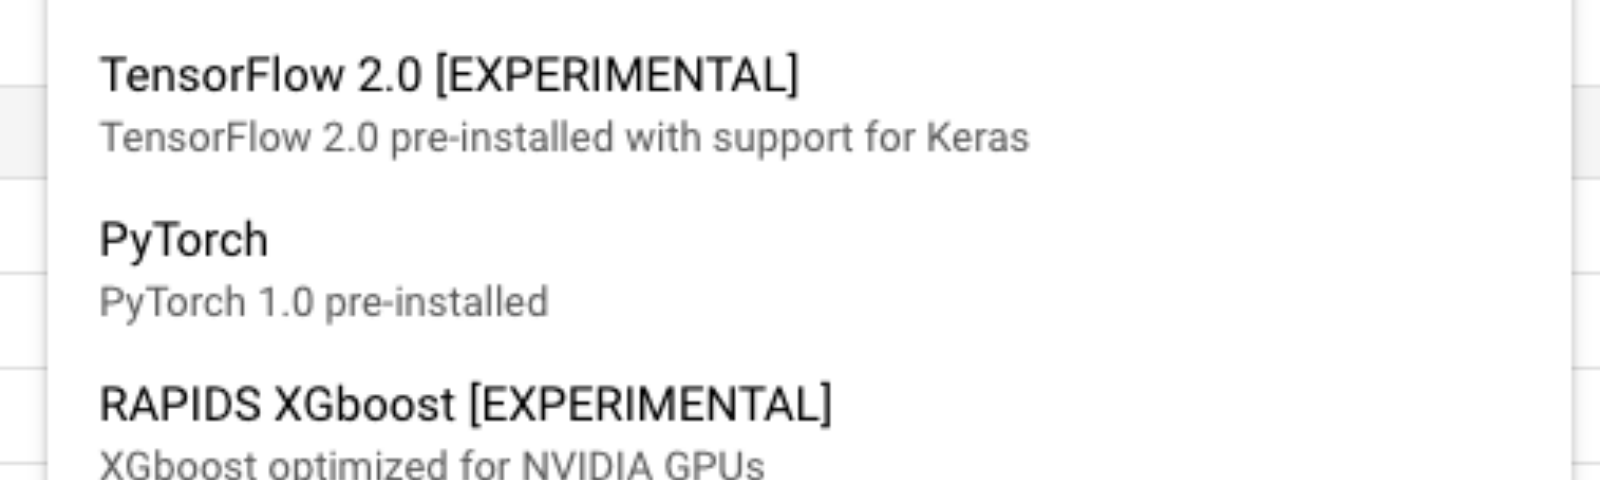 TensorFlow 2.0 [EXPERIMENTAL]
TensorFlow 2.0 pre-installed with support for Keras
PyTorch
PyTorch 1.0 pre-installed
RAPIDS XGboost [EXPERIMENTAL]
XGboost optimized for NVIDIA GPUs